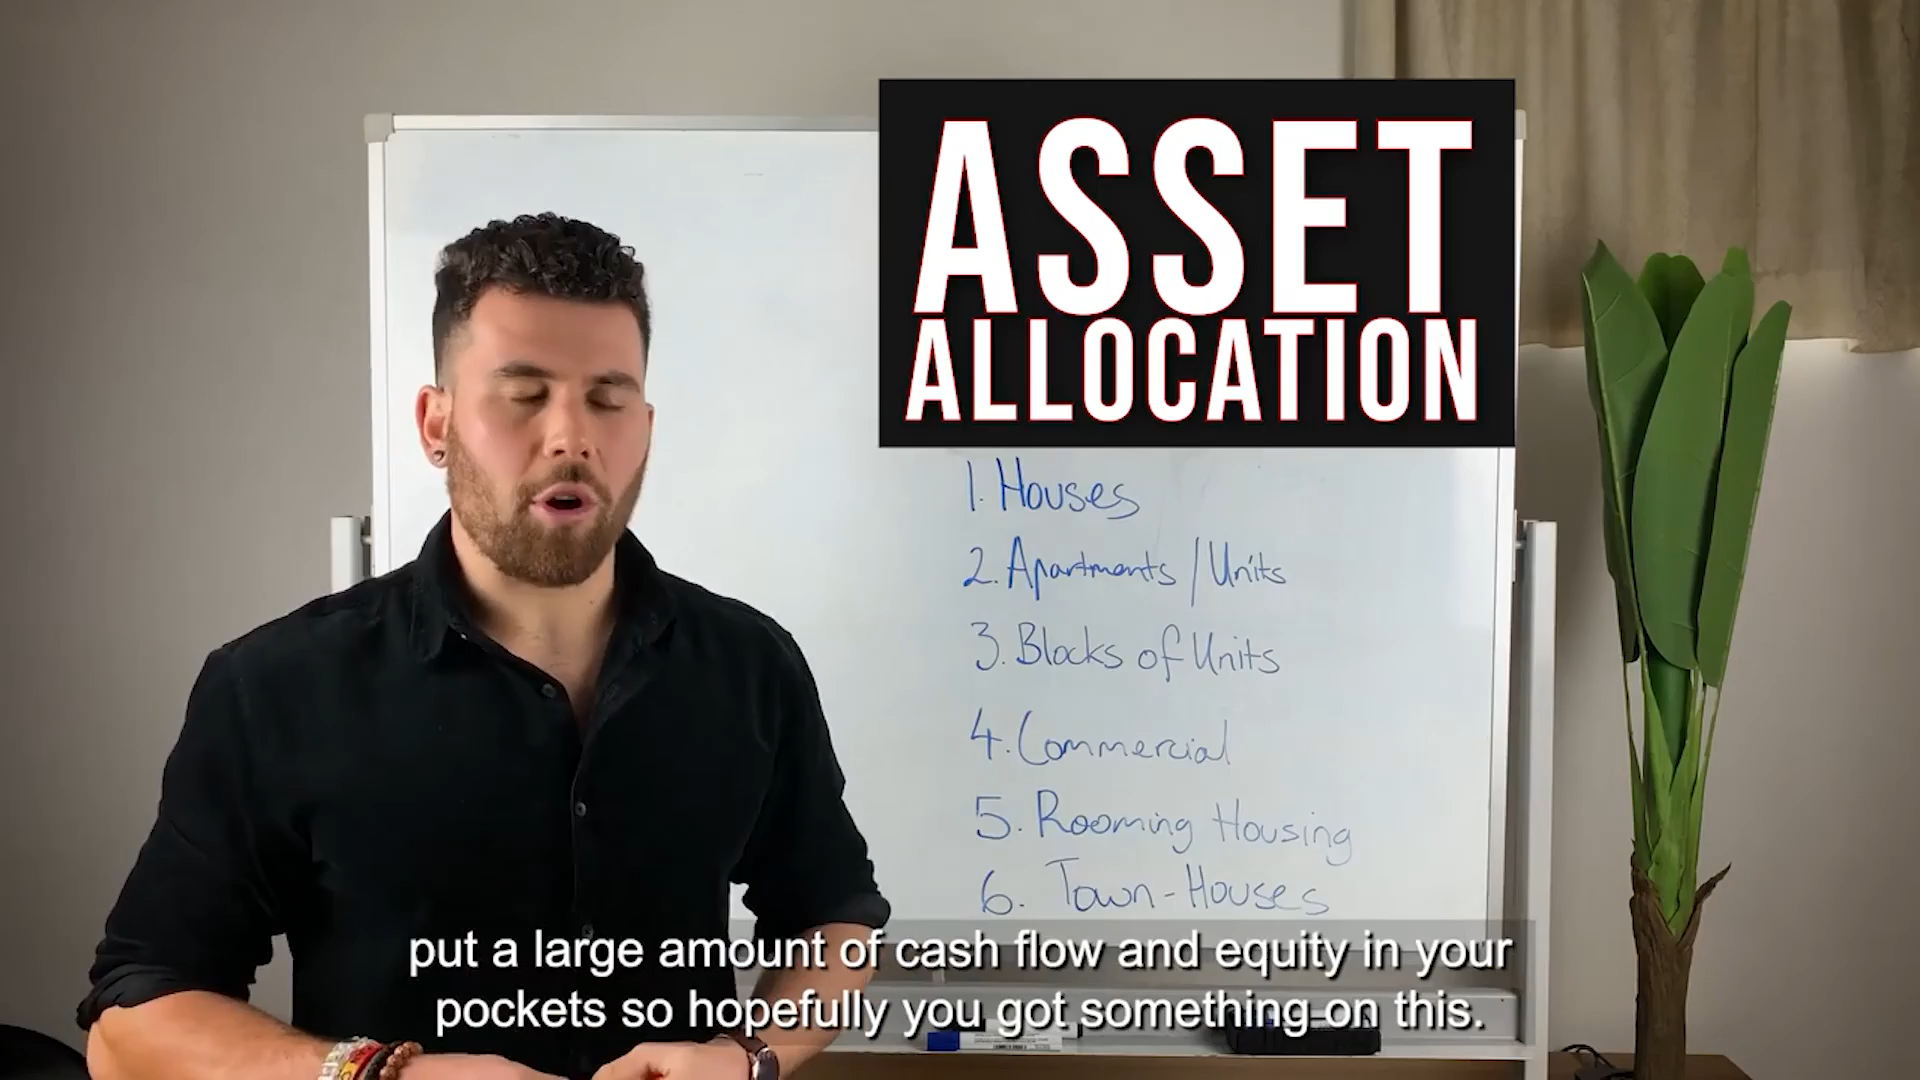 ASSET
ALLOCATION
1. Houses
2. Apartments / Units
3. Blocks of Units
4. Commercial
5. Rooming Housing
6. Town-Houses
put a large amount of cash flow and equity in your
pockets so hopefully you got something on this.